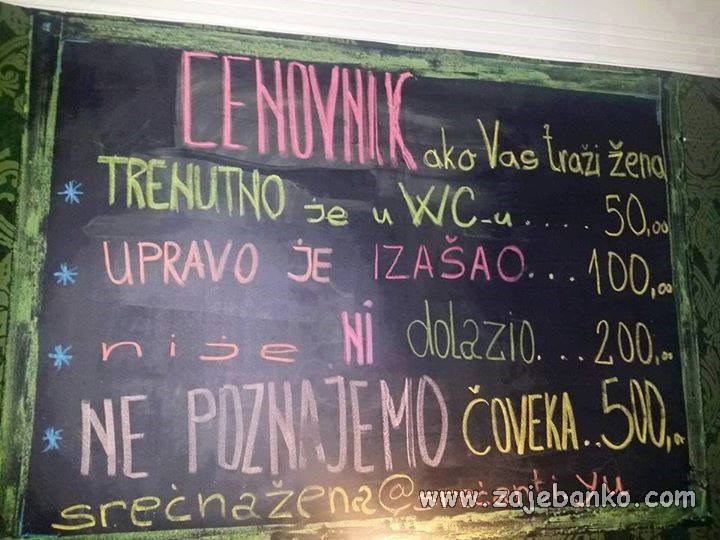 CENOVNIK ako Vas traži žena
* TRENUTNO je u WC-u.... 50,00
* UPRAVO JE IZAŠAO... 100,00
* nije NI dolazio... 200,00
* NE POZNAJEMO ČOVEKA.. 500,00
srećnažena@
www.zajebanko.com